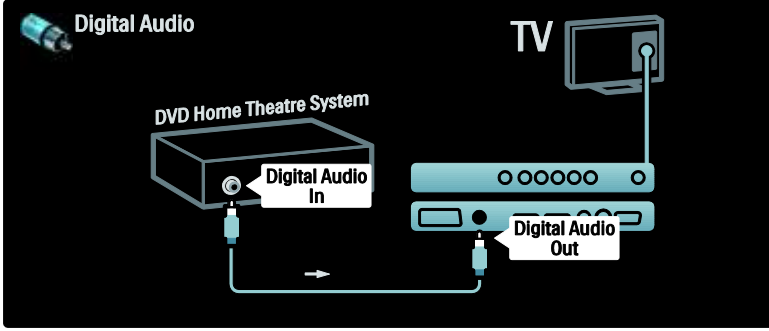 Digital Audio
TV
DVD Home Theatre System
Digital Audio
In
Digital Audio
Out